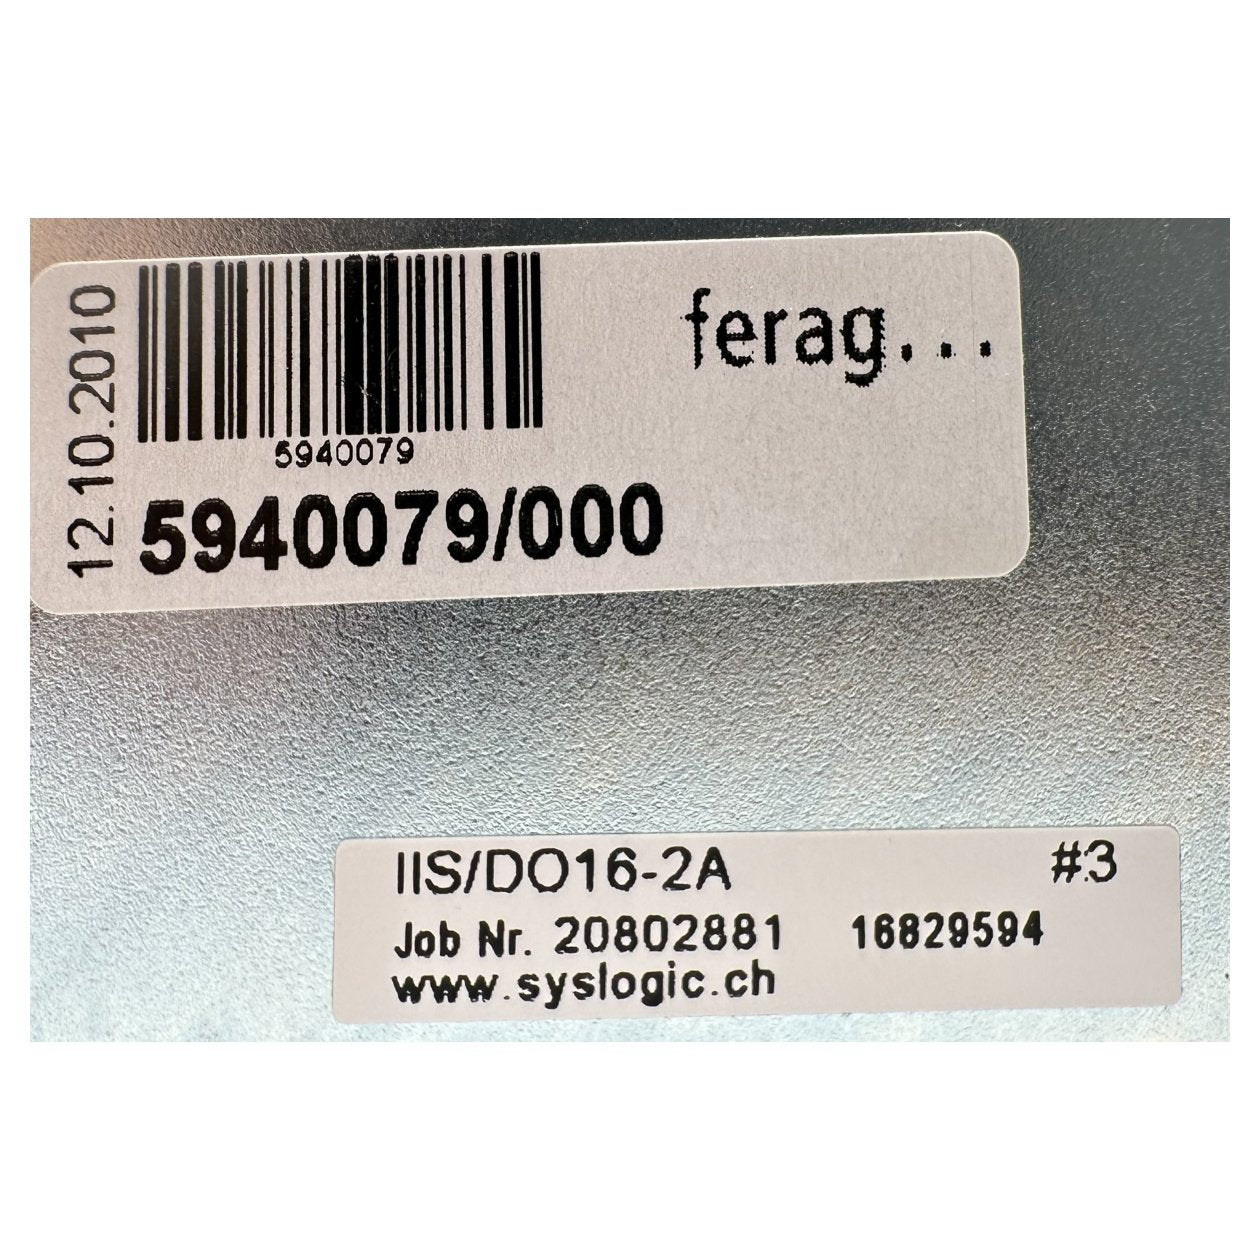 12.10.2010
ferag...
5940079
5940079/000
IIS/DO16-2A #3
Job Nr. 20802881 16829594
www.syslogic.ch